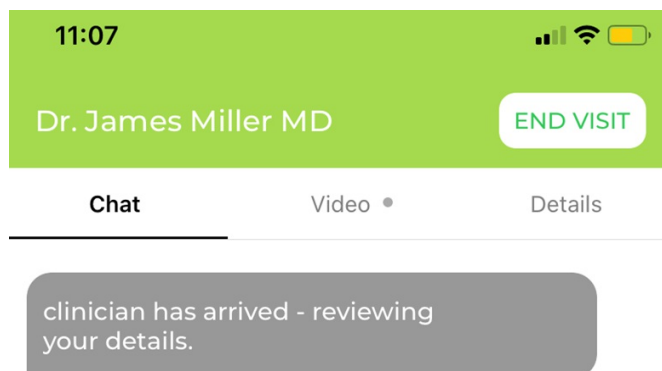 11:07
Dr. James Miller MD
END VISIT
Chat
Video
Details
clinician has arrived - reviewing
your details.